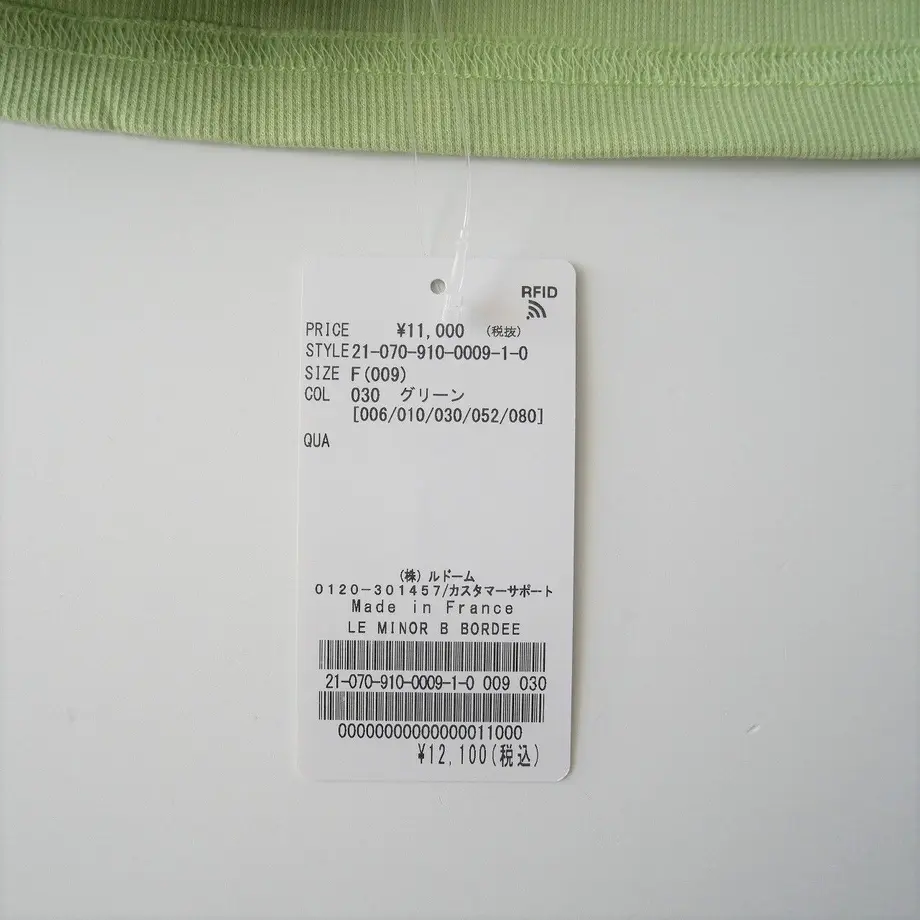 RFID
PRICE ¥11,000 (税抜)
STYLE 21-070-910-0009-1-0
SIZE F(009)
COL 030 グリーン
[006/010/030/052/080]
QUA
(株)ルドーム
0120-301457/カスタマーサポート
Made in France
LE MINOR B BORDEE
21-070-910-0009-1-0 009 030
00000000000000011000
¥12,100(税込)